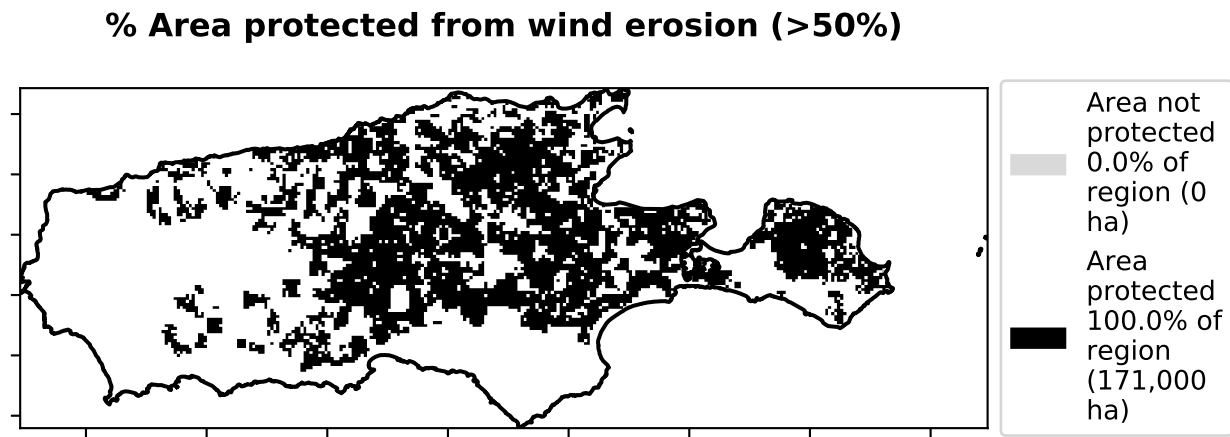 % Area protected from wind erosion (>50%)
Area not
protected
0.0% of
region (0
ha)
Area
protected
100.0% of
region
(171,000
ha)